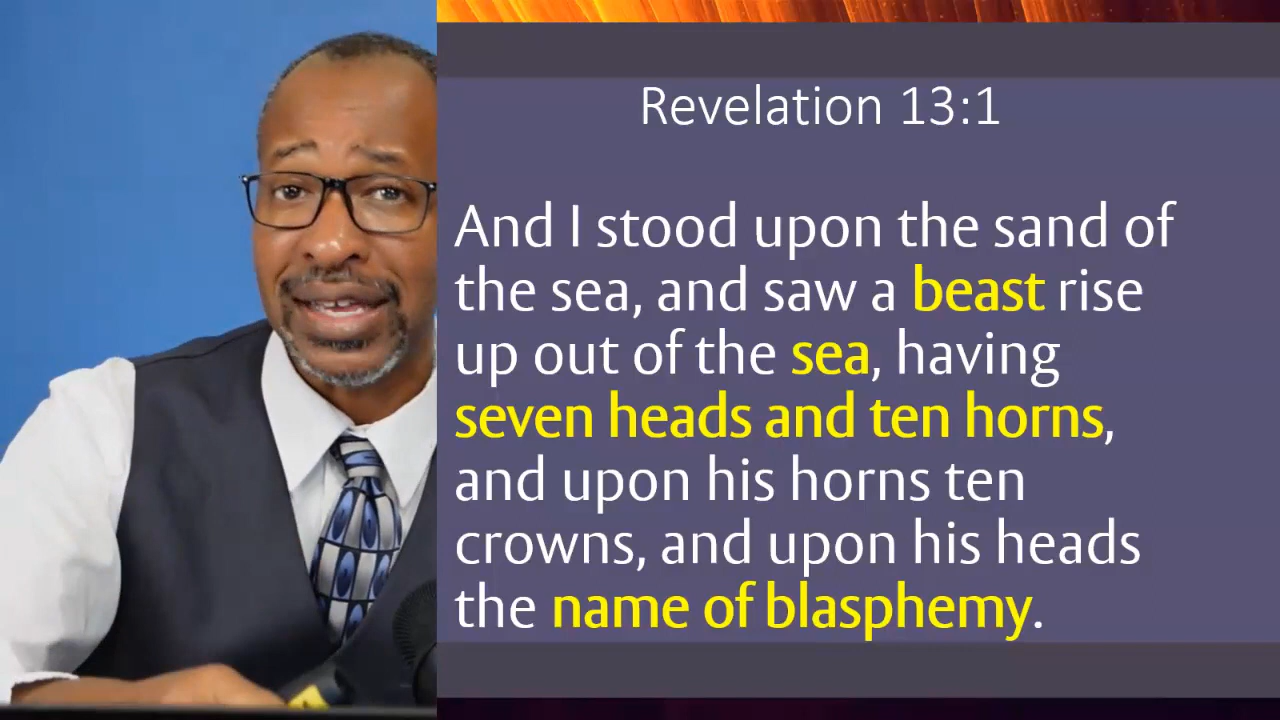 Revelation 13:1
And I stood upon the sand of
the sea, and saw a beast rise
up out of the sea, having
seven heads and ten horns,
and upon his horns ten
crowns, and upon his heads
the name of blasphemy.